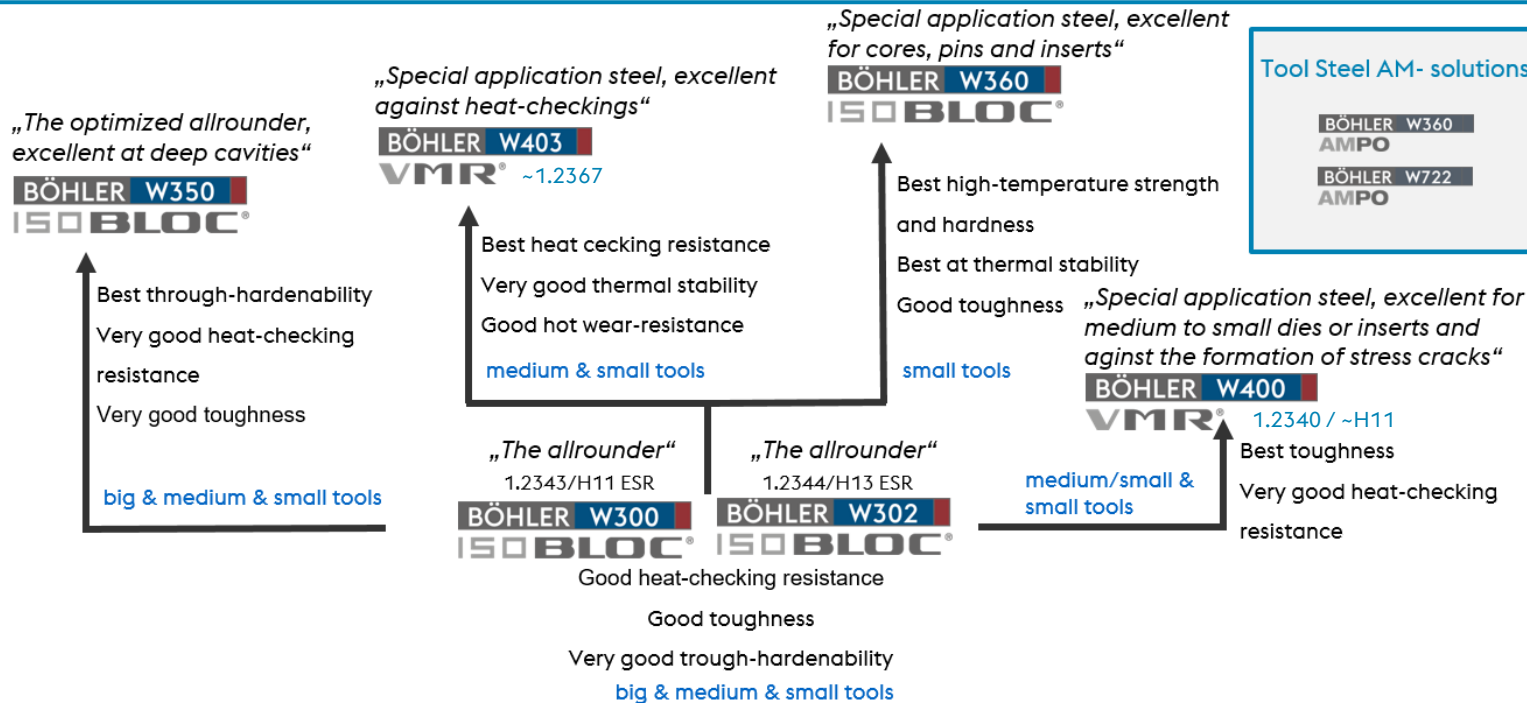 „The optimized allrounder,
excellent at deep cavities“
BÖHLER W350
ISOBLOC®
Best through-hardenability
Very good heat-checking
resistance
Very good toughness
big & medium & small tools
„Special application steel, excellent
against heat-checkings“
BÖHLER W403
VMR® ~1.2367
Best heat cecking resistance
Very good thermal stability
Good hot wear-resistance
medium & small tools
„Special application steel, excellent
for cores, pins and inserts“
BÖHLER W360
ISOBLOC®
Best high-temperature strength
and hardness
Best at thermal stability
Good toughness
small tools
Tool Steel AM- solutions
BÖHLER W360
AMPO
BÖHLER W722
AMPO
„Special application steel, excellent for
medium to small dies or inserts and
aginst the formation of stress cracks“
BÖHLER W400
VMR® 1.2340 / ~H11
Best toughness
Very good heat-checking
resistance
medium/small &
small tools
„The allrounder“
1.2343/H11 ESR
BÖHLER W300
ISOBLOC®
„The allrounder“
1.2344/H13 ESR
BÖHLER W302
ISOBLOC®
Good heat-checking resistance
Good toughness
Very good trough-hardenability
big & medium & small tools